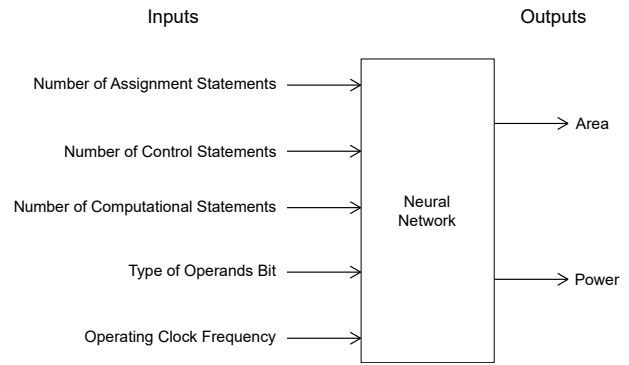 Inputs
Outputs
Number of Assignment Statements
Number of Control Statements
Number of Computational Statements
Type of Operands Bit
Operating Clock Frequency
Neural
Network
Area
Power